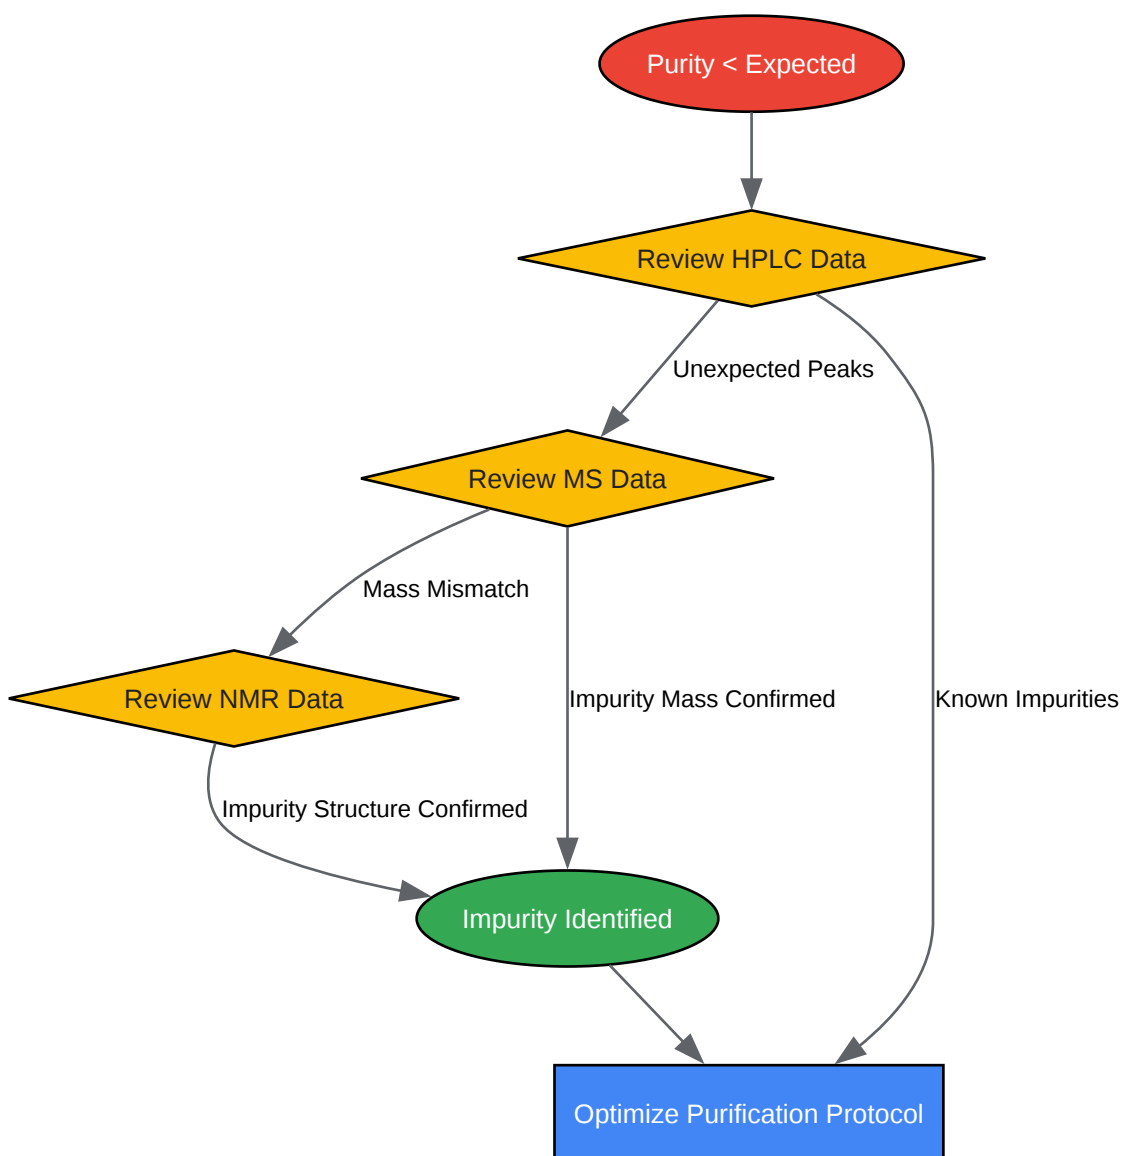 Purity < Expected
Review HPLC Data
Unexpected Peaks
Review MS Data
Mass Mismatch
Review NMR Data
Impurity Mass Confirmed
Known Impurities
Impurity Structure Confirmed
Impurity Identified
Optimize Purification Protocol